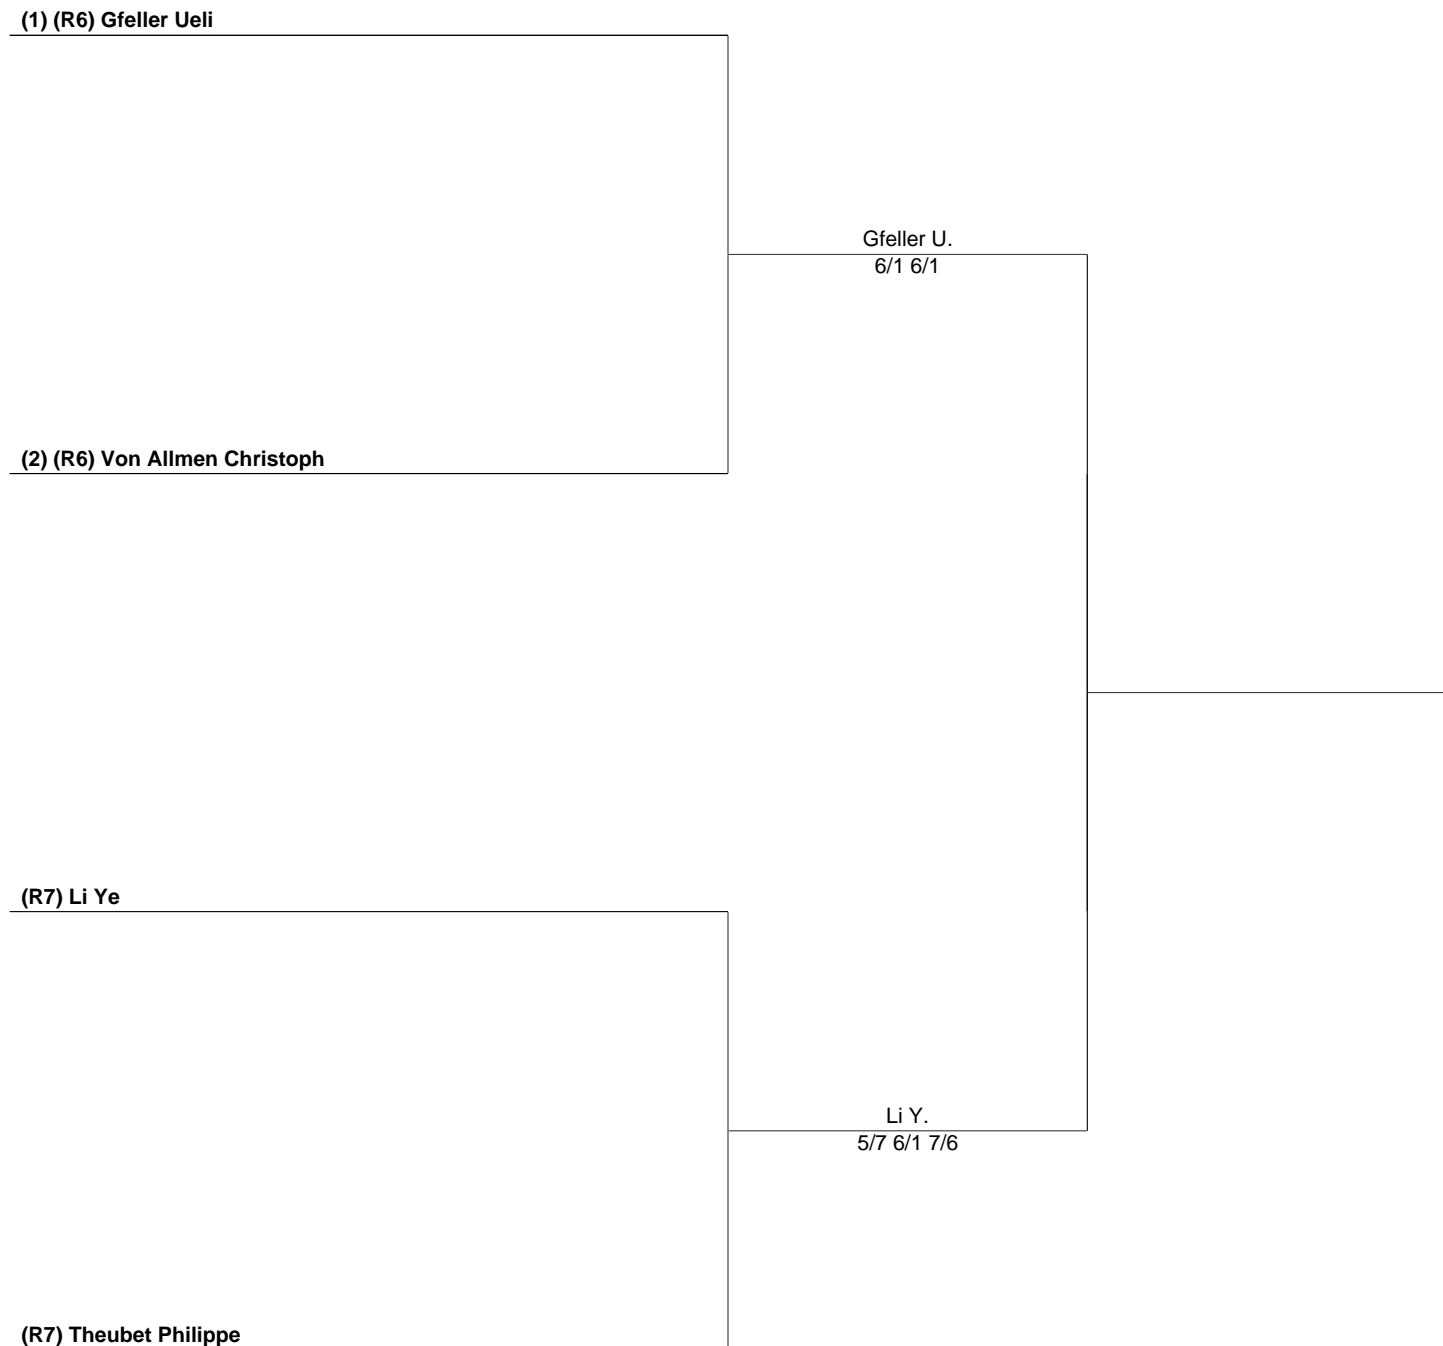 (1) (R6) Gfeller Ueli
Gfeller U.
6/1 6/1
(2) (R6) Von Allmen Christoph
(R7) Li Ye
Li Y.
5/7 6/1 7/6
(R7) Theubet Philippe